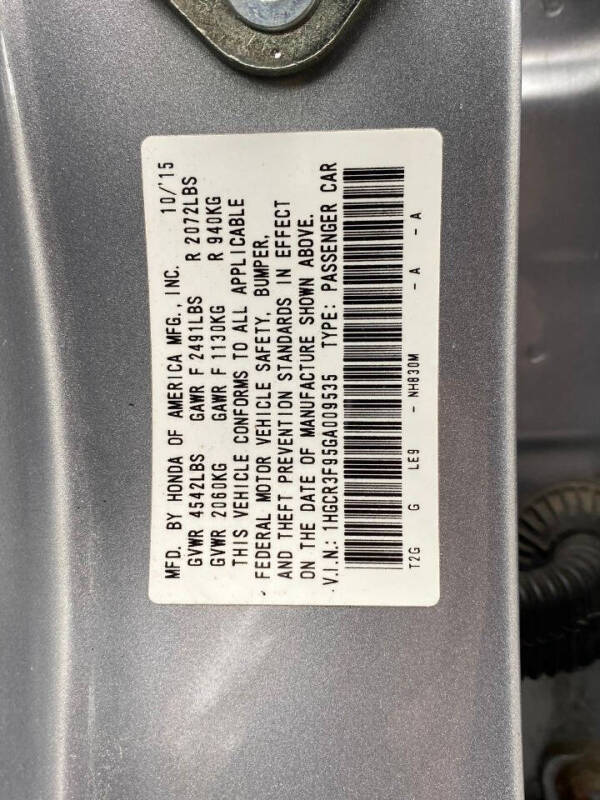 MFD. BY HONDA OF AMERICA MFG., INC. 10/'15
GVWR 4542LBS GAWR F 2491LBS R 2072LBS
GVWR 2060KG GAWR F 1130KG R 940KG
THIS VEHICLE CONFORMS TO ALL APPLICABLE
FEDERAL MOTOR VEHICLE SAFETY, BUMPER,
AND THEFT PREVENTION STANDARDS IN EFFECT
ON THE DATE OF MANUFACTURE SHOWN ABOVE.
V.I.N.: 1HGCR3F95GA009535 TYPE: PASSENGER CAR
T2G G LE9 - NH830M - A - A